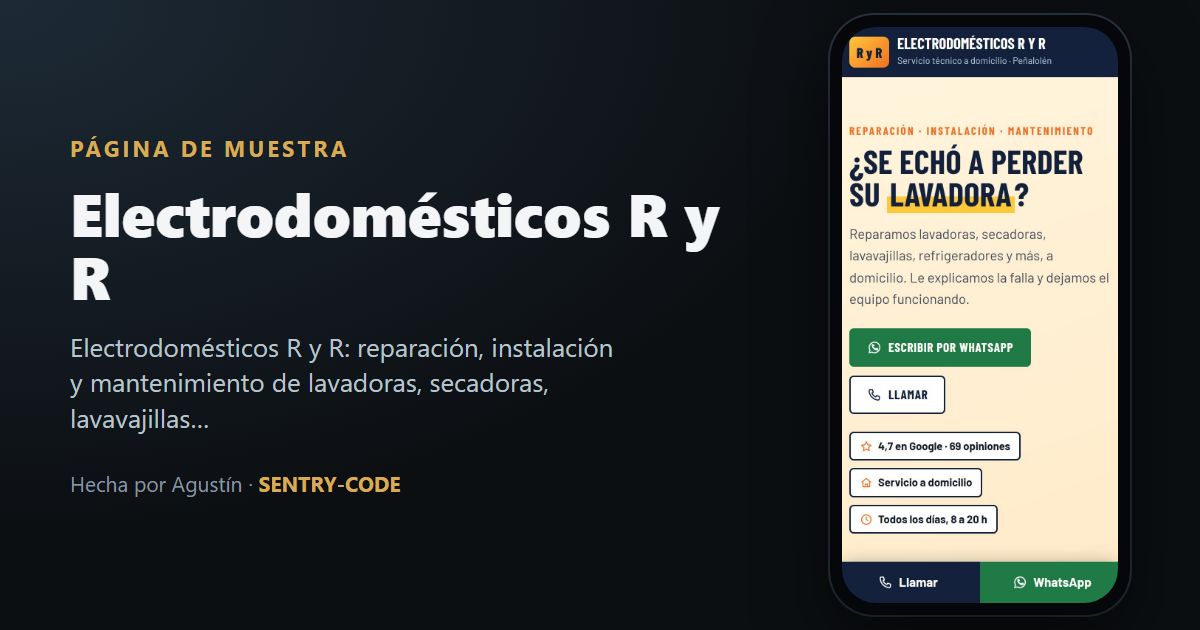 PÁGINA DE MUESTRA
Electrodomésticos R y
R
Electrodomésticos R y R: reparación, instalación
y mantenimiento de lavadoras, secadoras,
lavavajillas...
Hecha por Agustín · SENTRY-CODE
R y R
ELECTRODOMÉSTICOS R Y R
Servicio técnico a domicilio · Peñalolén
REPARACIÓN · INSTALACIÓN · MANTENIMIENTO
¿SE ECHÓ A PERDER
SU LAVADORA?
Reparamos lavadoras, secadoras,
lavavajillas, refrigeradores y más, a
domicilio. Le explicamos la falla y dejamos el
equipo funcionando.
ESCRIBIR POR WHATSAPP
LLAMAR
4,7 en Google · 69 opiniones
Servicio a domicilio
Todos los días, 8 a 20 h
Llamar
WhatsApp